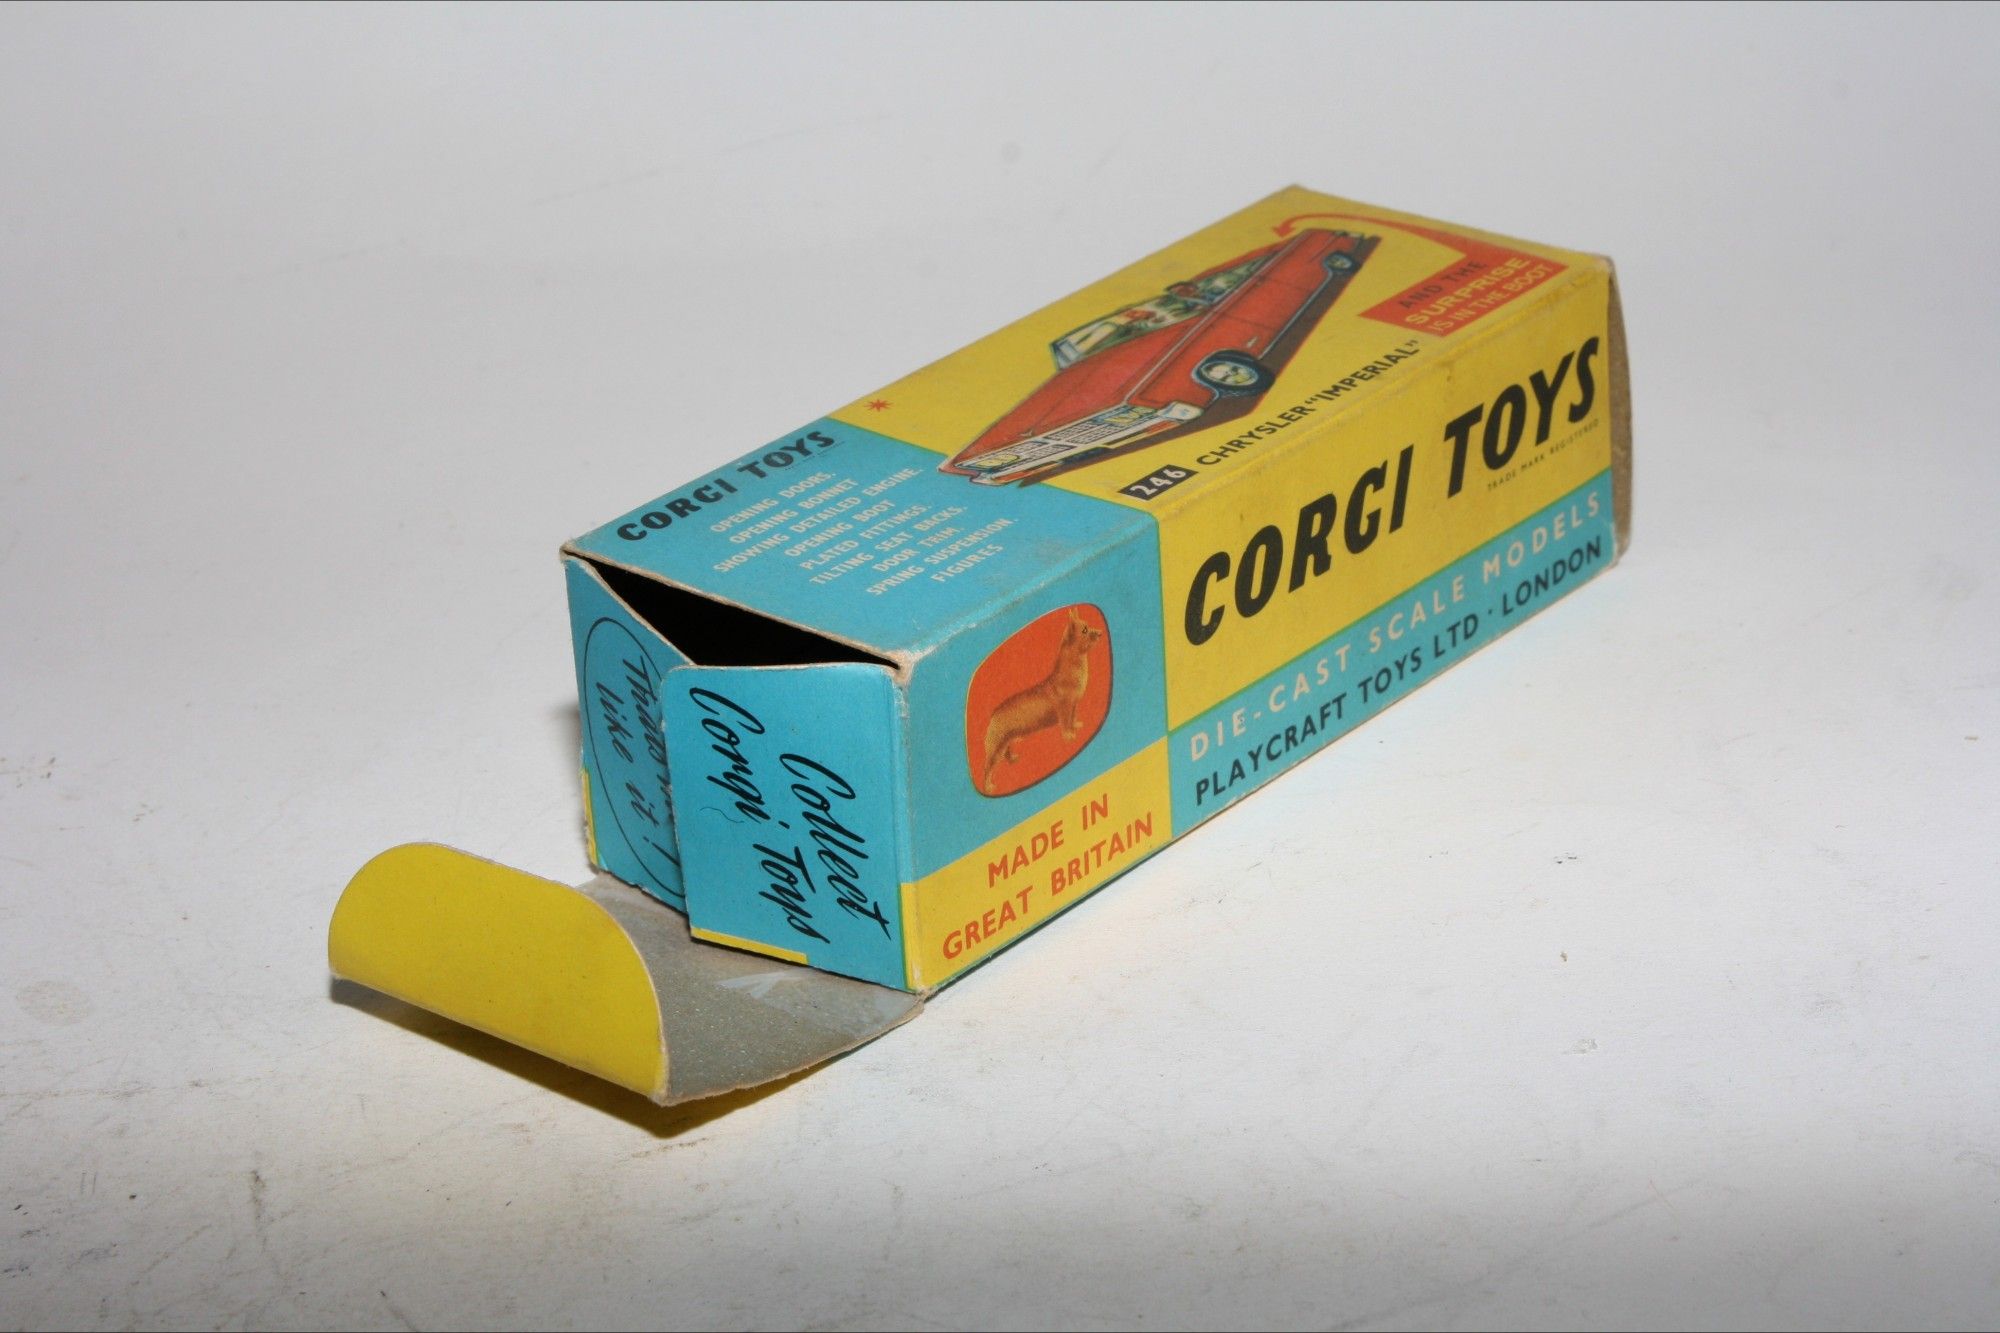 CORGI TOYS
OPENING DOORS.
OPENING BONNET
SHOWING DETAILED ENGINE.
OPENING BOOT
PLATED FITTINGS.
TILTING SEAT BACKS.
DOOR TRIM.
SPRING SUSPENSION.
FIGURES
246 CHRYSLER "IMPERIAL"
AND THE
SURPRISE
IS IN THE BOOT
CORGI TOYS
TRADE MARK REGISTERED
DIE-CAST SCALE MODELS
PLAYCRAFT TOYS LTD · LONDON
MADE IN
GREAT BRITAIN
Collect
Corgi Toys
like it!